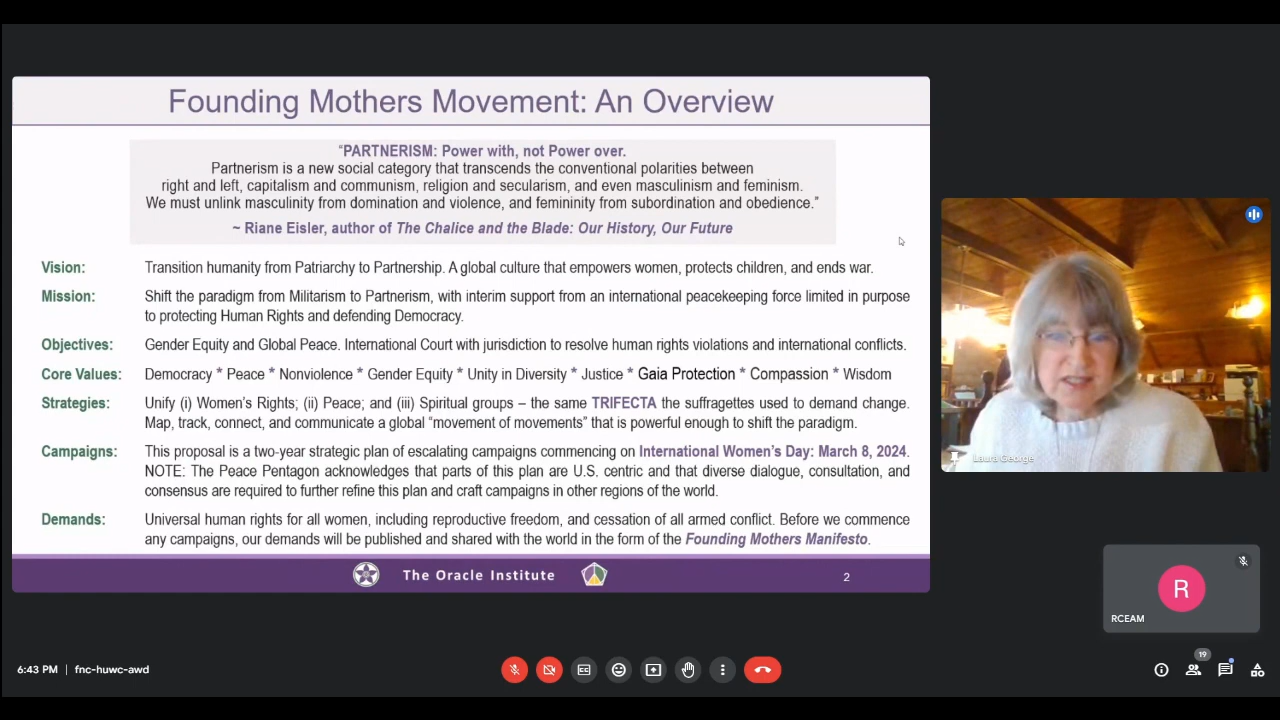 Founding Mothers Movement: An Overview
“PARTNERISM: Power with, not Power over.
Partnerism is a new social category that transcends the conventional polarities between
right and left, capitalism and communism, religion and secularism, and even masculinism and feminism.
We must unlink masculinity from domination and violence, and femininity from subordination and obedience.”
~ Riane Eisler, author of The Chalice and the Blade: Our History, Our Future
Vision: Transition humanity from Patriarchy to Partnership. A global culture that empowers women, protects children, and ends war.
Mission: Shift the paradigm from Militarism to Partnerism, with interim support from an international peacekeeping force limited in purpose
to protecting Human Rights and defending Democracy.
Objectives: Gender Equity and Global Peace. International Court with jurisdiction to resolve human rights violations and international conflicts.
Core Values: Democracy * Peace * Nonviolence * Gender Equity * Unity in Diversity * Justice * Gaia Protection * Compassion * Wisdom
Strategies: Unify (i) Women's Rights; (ii) Peace; and (iii) Spiritual groups – the same TRIFECTA the suffragettes used to demand change.
Map, track, connect, and communicate a global “movement of movements” that is powerful enough to shift the paradigm.
Campaigns: This proposal is a two-year strategic plan of escalating campaigns commencing on International Women's Day: March 8, 2024.
NOTE: The Peace Pentagon acknowledges that parts of this plan are U.S. centric and that diverse dialogue, consultation, and
consensus are required to further refine this plan and craft campaigns in other regions of the world.
Demands: Universal human rights for all women, including reproductive freedom, and cessation of all armed conflict. Before we commence
any campaigns, our demands will be published and shared with the world in the form of the Founding Mothers Manifesto.
The Oracle Institute
2
Laura George
R
RCEAM
6:43 PM | fnc-huwc-awd
19